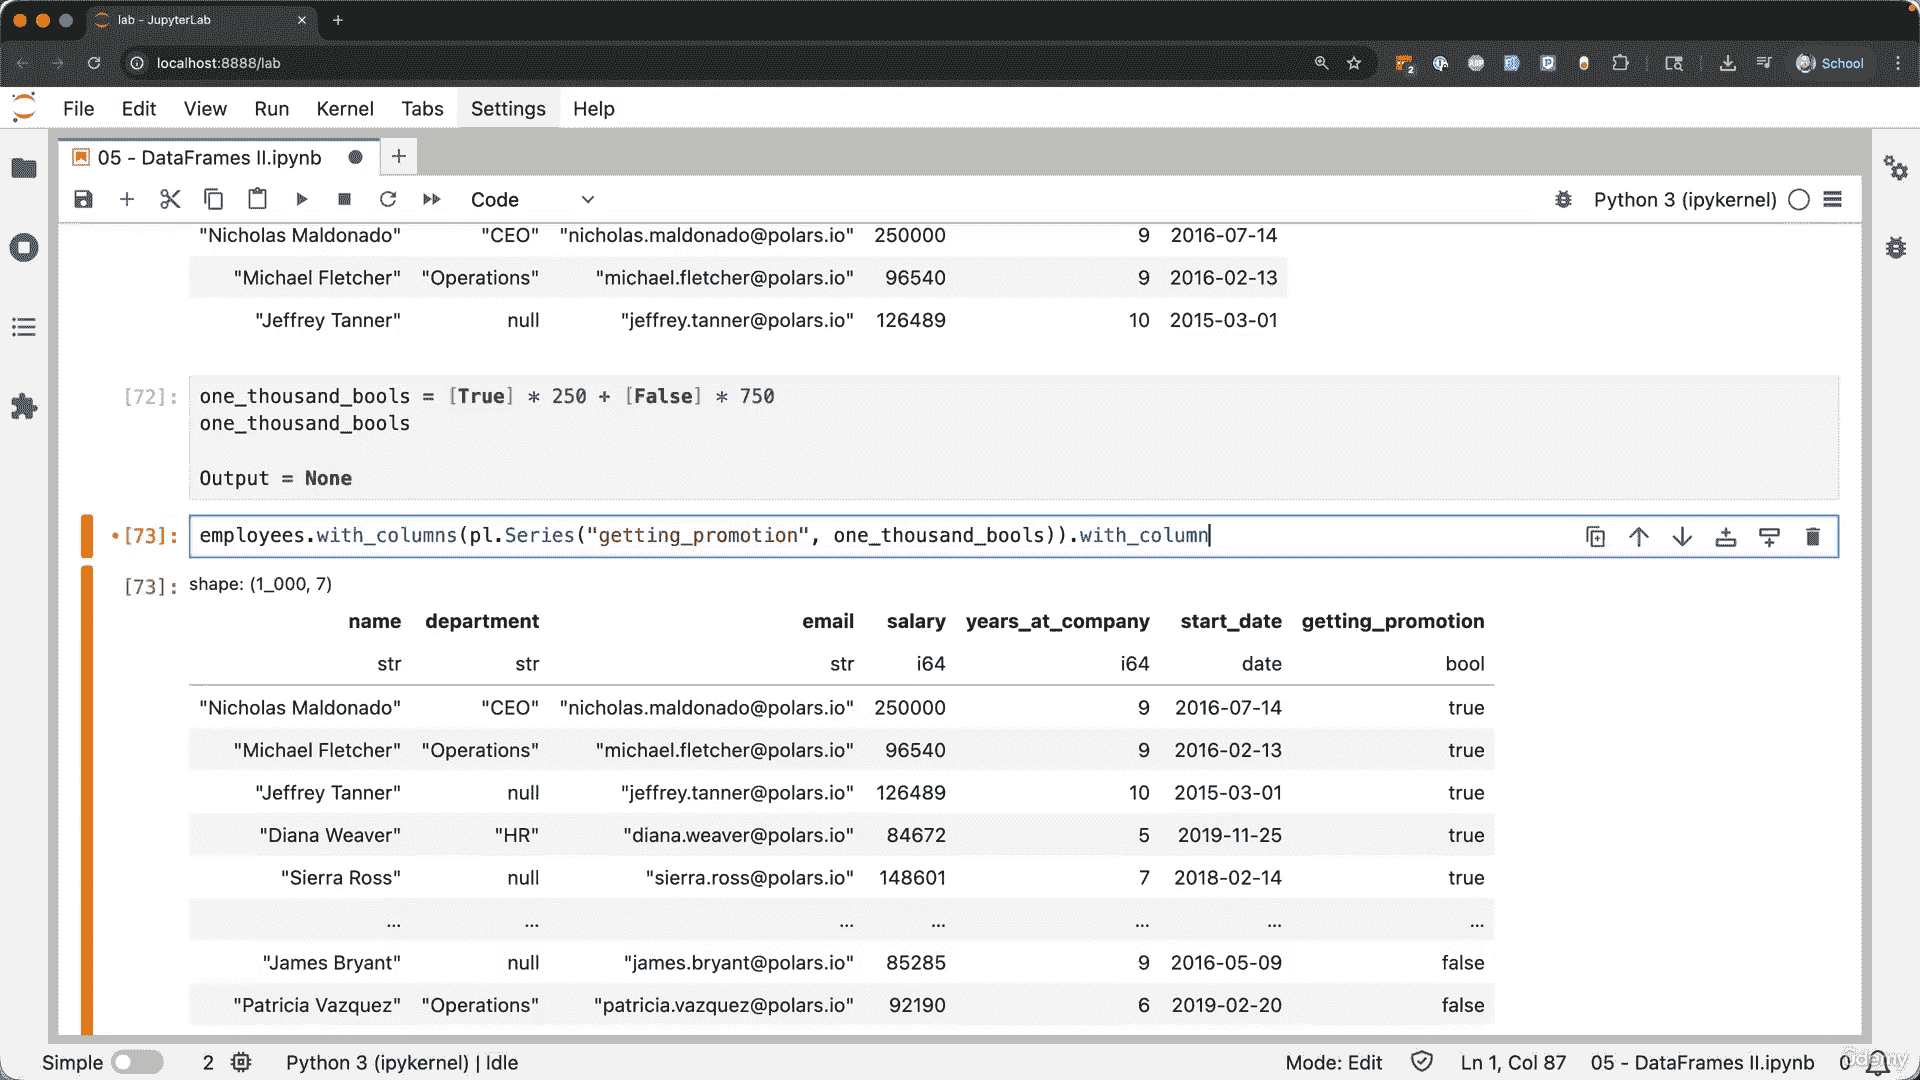 lab - JupyterLab
localhost:8888/lab
2
School
File Edit View Run Kernel Tabs Settings Help
05 - DataFrames II.ipynb
Code
Python 3 (ipykernel)
"Nicholas Maldonado" "CEO" "nicholas.maldonado@polars.io" 250000 9 2016-07-14
"Michael Fletcher" "Operations" "michael.fletcher@polars.io" 96540 9 2016-02-13
"Jeffrey Tanner" null "jeffrey.tanner@polars.io" 126489 10 2015-03-01
[72]: one_thousand_bools = [True] * 250 + [False] * 750
one_thousand_bools
Output = None
[73]: employees.with_columns(pl.Series("getting_promotion", one_thousand_bools)).with_column
[73]: shape: (1_000, 7)
name department email salary years_at_company start_date getting_promotion
str str str i64 i64 date bool
"Nicholas Maldonado" "CEO" "nicholas.maldonado@polars.io" 250000 9 2016-07-14 true
"Michael Fletcher" "Operations" "michael.fletcher@polars.io" 96540 9 2016-02-13 true
"Jeffrey Tanner" null "jeffrey.tanner@polars.io" 126489 10 2015-03-01 true
"Diana Weaver" "HR" "diana.weaver@polars.io" 84672 5 2019-11-25 true
"Sierra Ross" null "sierra.ross@polars.io" 148601 7 2018-02-14 true
… … … … … … …
"James Bryant" null "james.bryant@polars.io" 85285 9 2016-05-09 false
"Patricia Vazquez" "Operations" "patricia.vazquez@polars.io" 92190 6 2019-02-20 false
Simple 2 Python 3 (ipykernel) | Idle Mode: Edit Ln 1, Col 87 05 - DataFrames II.ipynb 0
Udemy